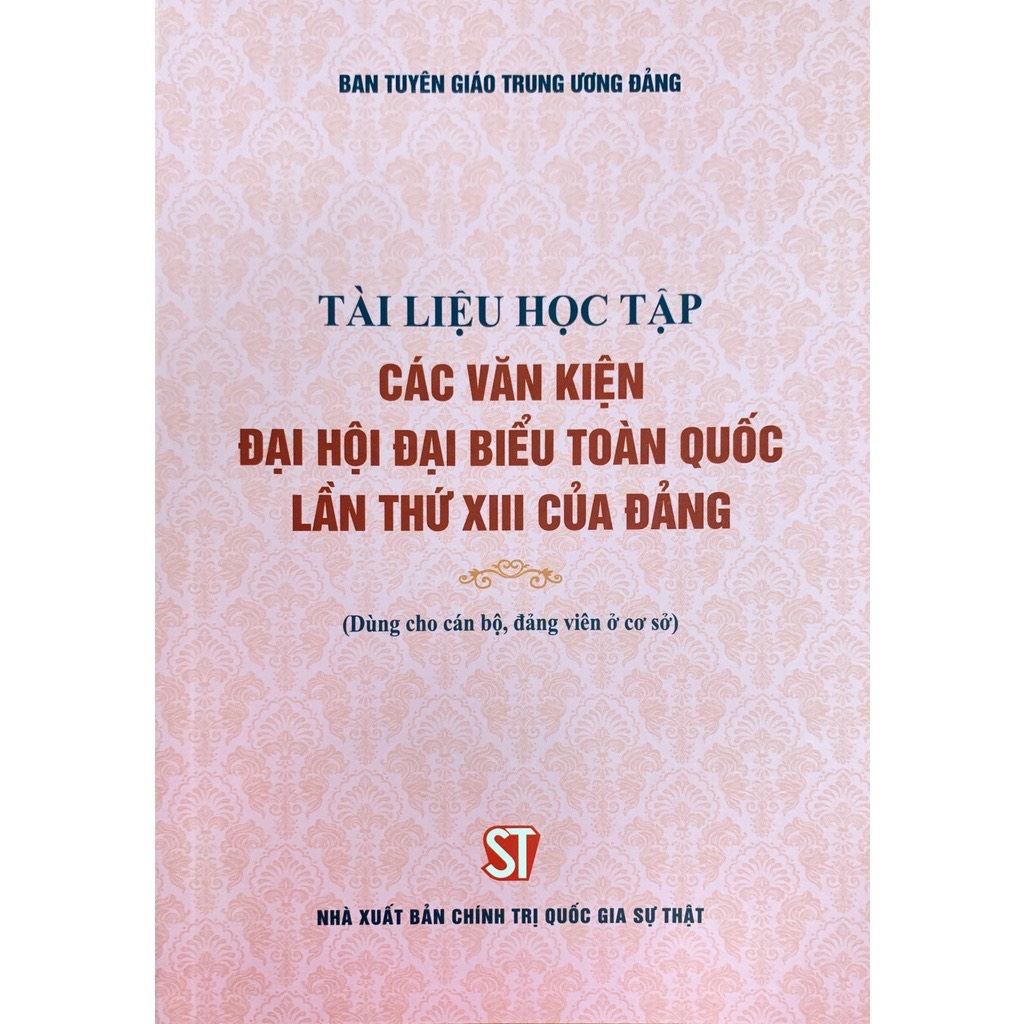 BAN TUYÊN GIÁO TRUNG ƯƠNG ĐẢNG
TÀI LIỆU HỌC TẬP
CÁC VĂN KIỆN
ĐẠI HỘI ĐẠI BIỂU TOÀN QUỐC
LẦN THỨ XIII CỦA ĐẢNG
(Dùng cho cán bộ, đảng viên ở cơ sở)
ST
NHÀ XUẤT BẢN CHÍNH TRỊ QUỐC GIA SỰ THẬT